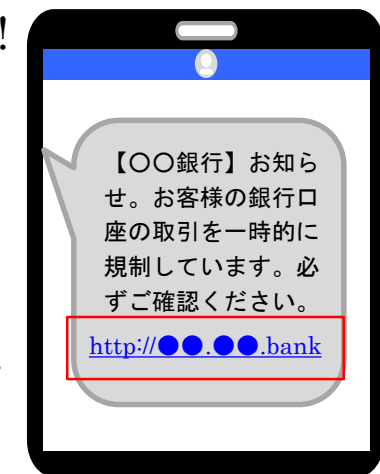 !
【〇〇銀行】お知ら
せ。お客様の銀行口
座の取引を一時的に
規制しています。必
ずご確認ください。
http://●●.●●.bank